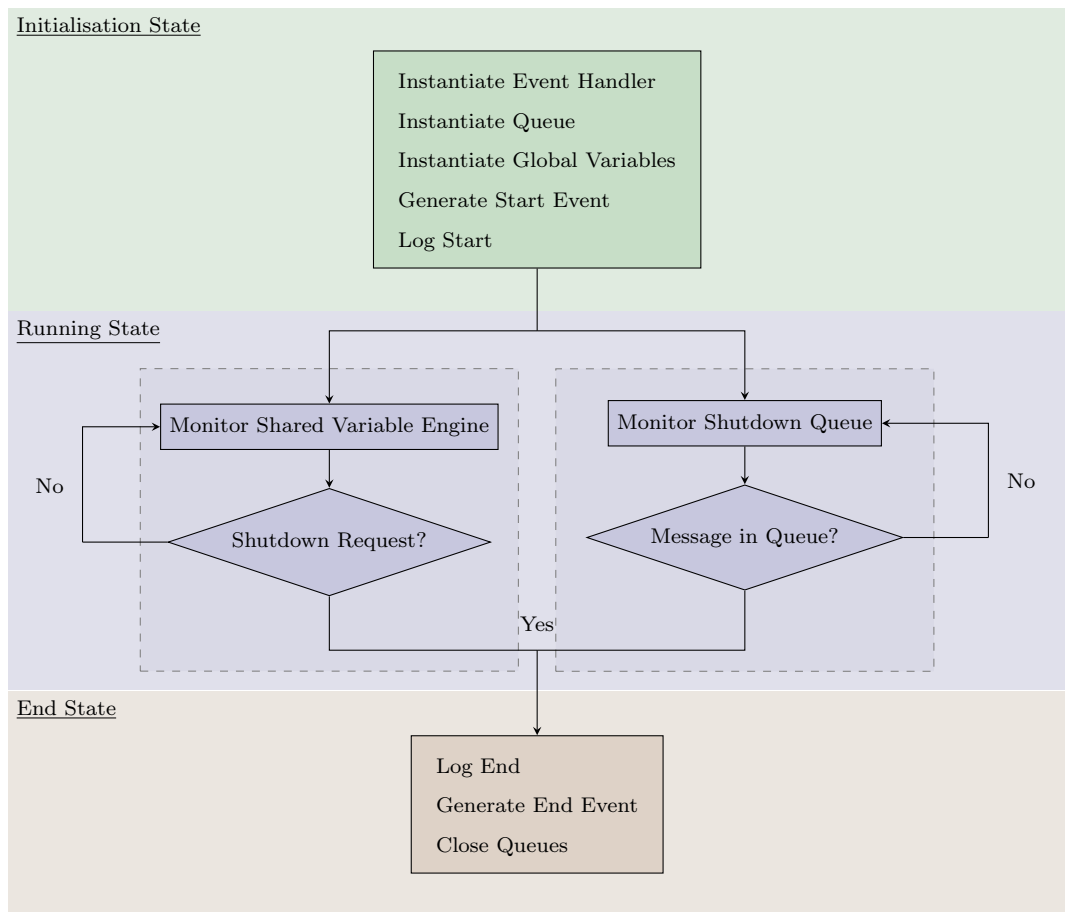 Initialisation State
Instantiate Event Handler
Instantiate Queue
Instantiate Global Variables
Generate Start Event
Log Start
Running State
Monitor Shared Variable Engine
Monitor Shutdown Queue
No
No
Shutdown Request?
Message in Queue?
Yes
End State
Log End
Generate End Event
Close Queues